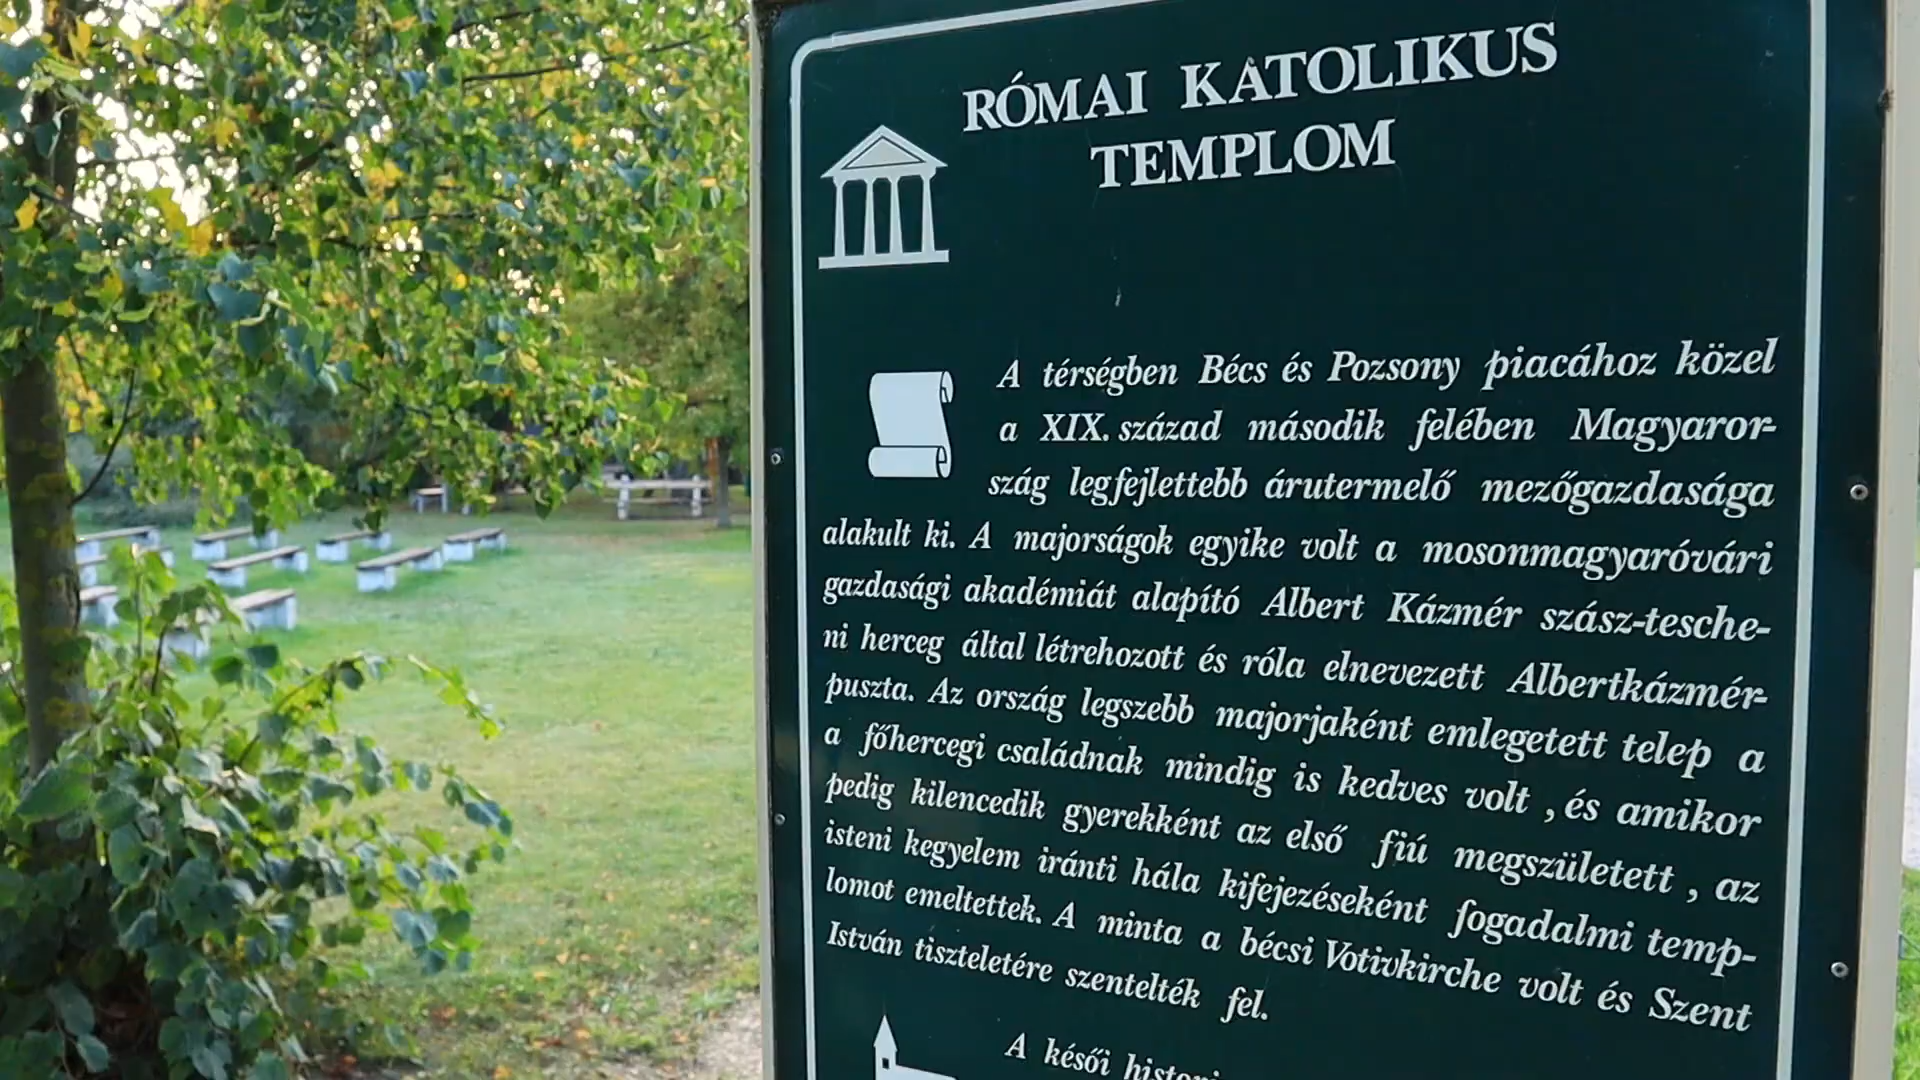 RÓMAI KATOLIKUS
TEMPLOM
A térségben Bécs és Pozsony piacához közel
a XIX. század második felében Magyaror-
szág legfejlettebb árutermelő mezőgazdasága
alakult ki. A majorságok egyike volt a mosonmagyaróvári
gazdasági akadémiát alapító Albert Kázmér szász-tesche-
ni herceg által létrehozott és róla elnevezett Albertkázmér-
puszta. Az ország legszebb majorjaként emlegetett telep a
a főhercegi családnak mindig is kedves volt , és amikor
pedig kilencedik gyerekként az első fiú megszületett , az
isteni kegyelem iránti hála kifejezéseként fogadalmi temp-
lomot emeltettek. A minta a bécsi Votivkirche volt és Szent
István tiszteletére szentelték fel.
A késői